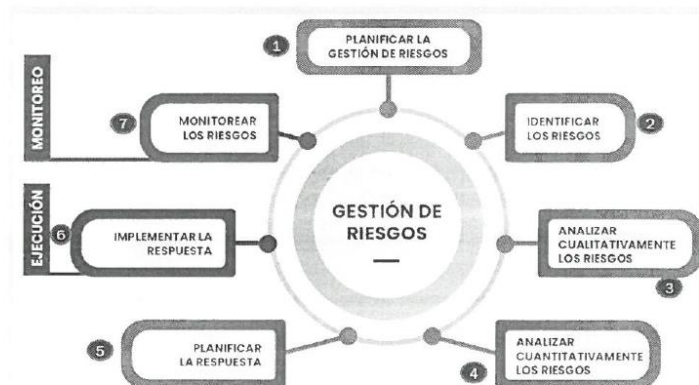 1
PLANIFICAR LA
GESTIÓN DE RIESGOS
2
IDENTIFICAR
LOS RIESGOS
3
ANALIZAR
CUALITATIVAMENTE
LOS RIESGOS
4
ANALIZAR
CUANTITATIVAMENTE
LOS RIESGOS
5
PLANIFICAR
LA RESPUESTA
6
IMPLEMENTAR LA
RESPUESTA
7
MONITOREAR
LOS RIESGOS
MONITOREO
EJECUCIÓN
GESTIÓN DE
RIESGOS